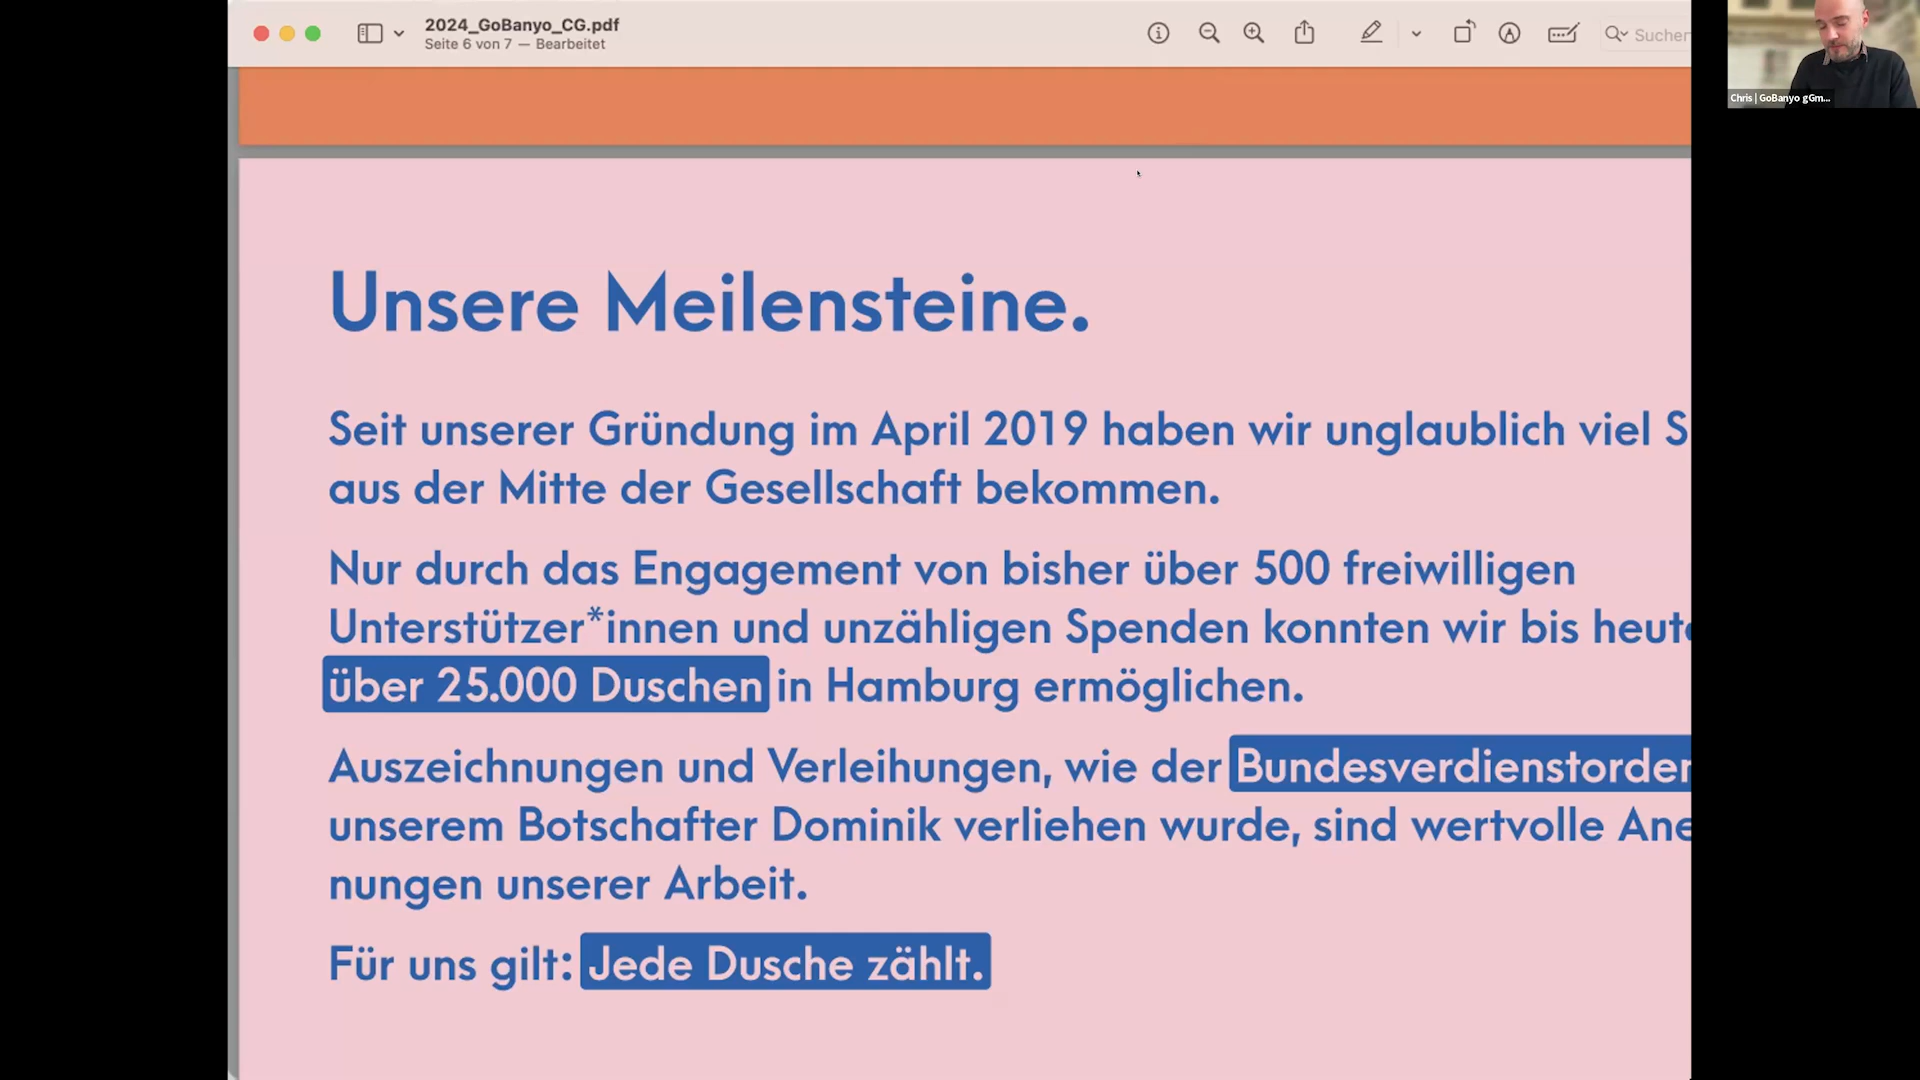 2024_GoBanyo_CG.pdf
Seite 6 von 7 — Bearbeitet
Suchen
Chris | GoBanyo gGm...
Unsere Meilensteine.
Seit unserer Gründung im April 2019 haben wir unglaublich viel S
aus der Mitte der Gesellschaft bekommen.
Nur durch das Engagement von bisher über 500 freiwilligen
Unterstützer*innen und unzähligen Spenden konnten wir bis heute
über 25.000 Duschen in Hamburg ermöglichen.
Auszeichnungen und Verleihungen, wie der Bundesverdienstorden
unserem Botschafter Dominik verliehen wurde, sind wertvolle Ane
nungen unserer Arbeit.
Für uns gilt: Jede Dusche zählt.